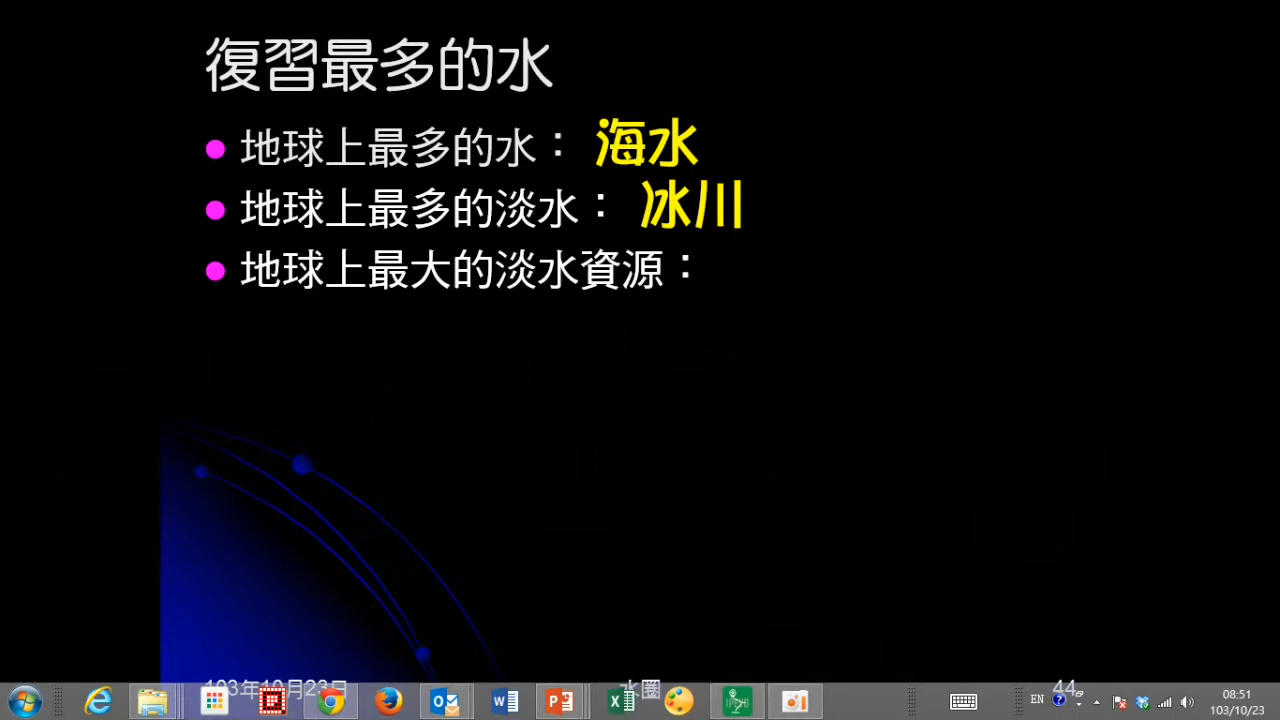 復習最多的水
地球上最多的水： 海水
地球上最多的淡水： 冰川
地球上最大的淡水資源：
103年10月23日
水圈
44
EN
08:51
103/10/23